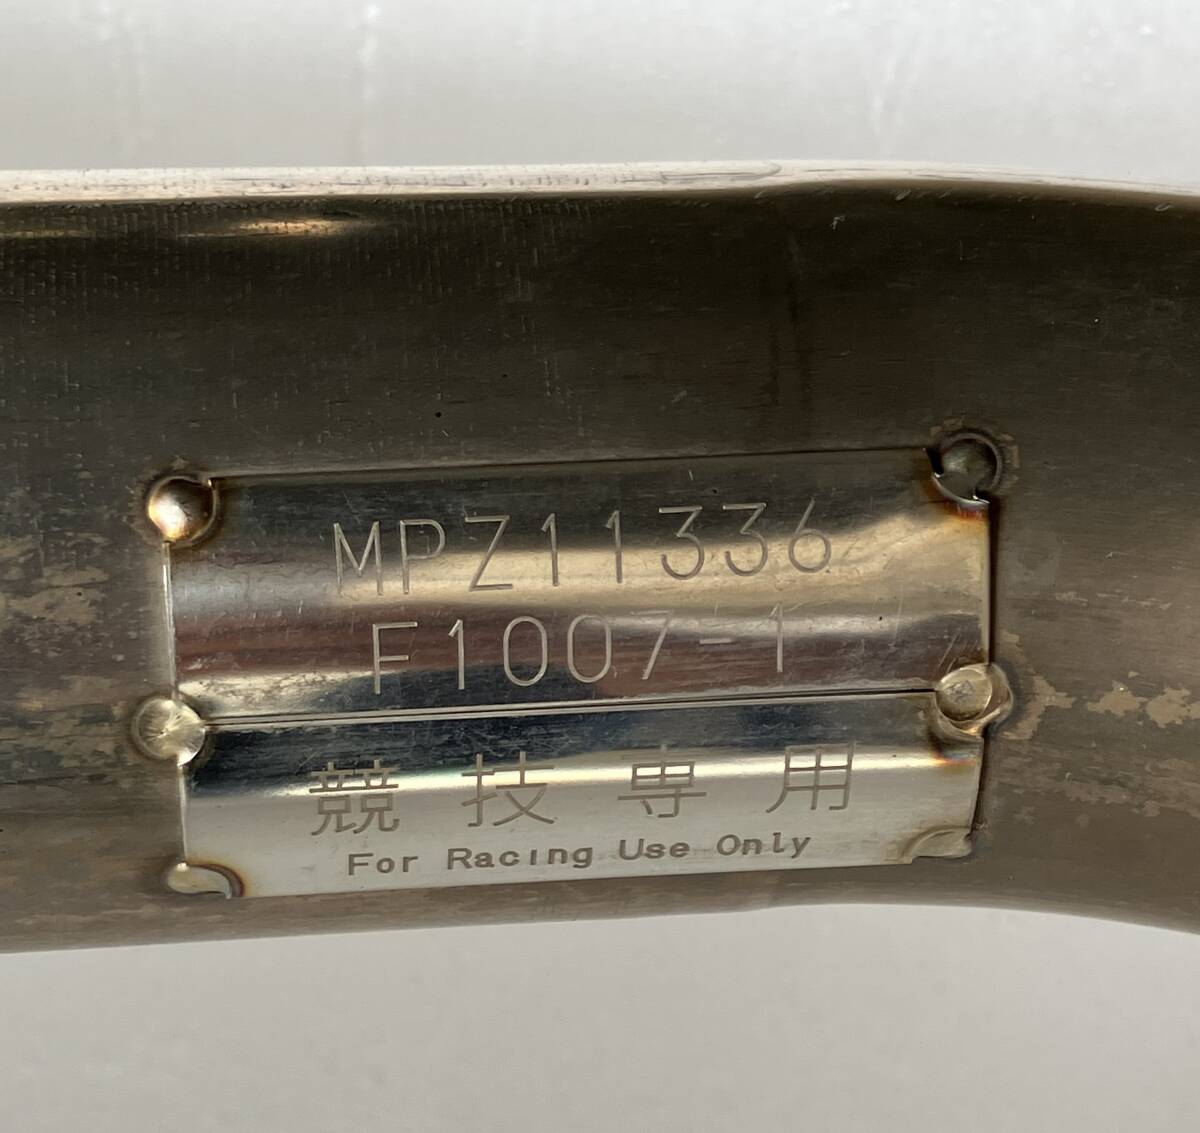 MPZ11336
F1007-1
競技専用
For Racing Use Only